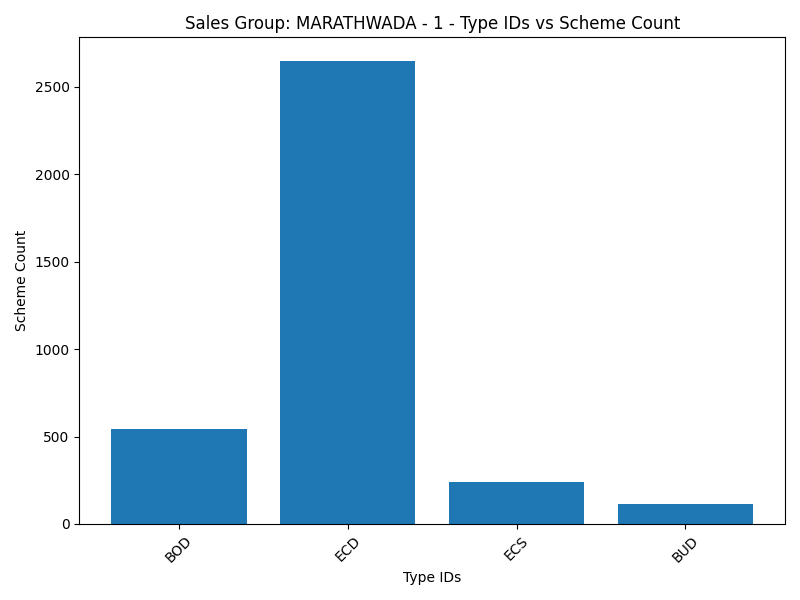 Sales Group: MARATHWADA - 1 - Type IDs vs Scheme Count
2500
2000
1500
1000
500
0
Scheme Count
BOD
ECD
ECS
BUD
Type IDs